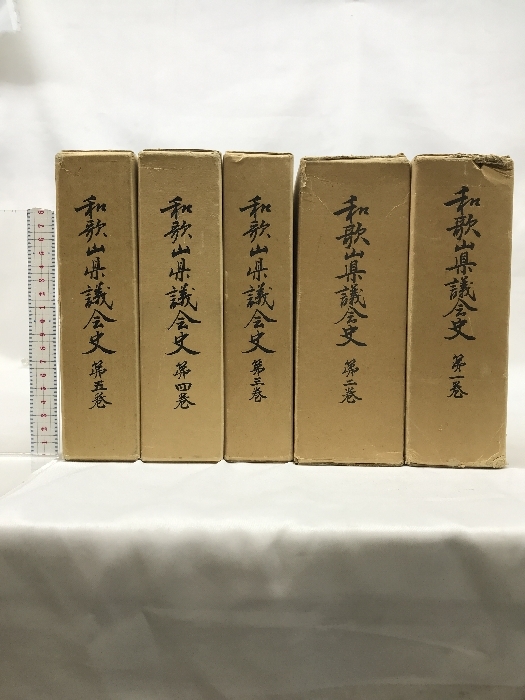 和歌山県議会史 第一巻
和歌山県議会史 第二巻
和歌山県議会史 第三巻
和歌山県議会史 第四巻
和歌山県議会史 第五巻